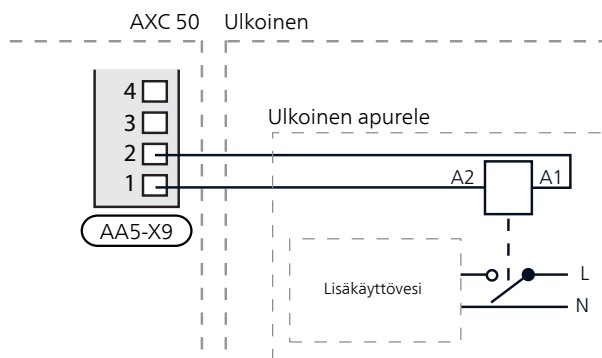 AXC 50 Ulkoinen
4
3
2
1
AA5-X9
Ulkoinen apurele
A2 A1
Lisäkäyttövesi
L
N